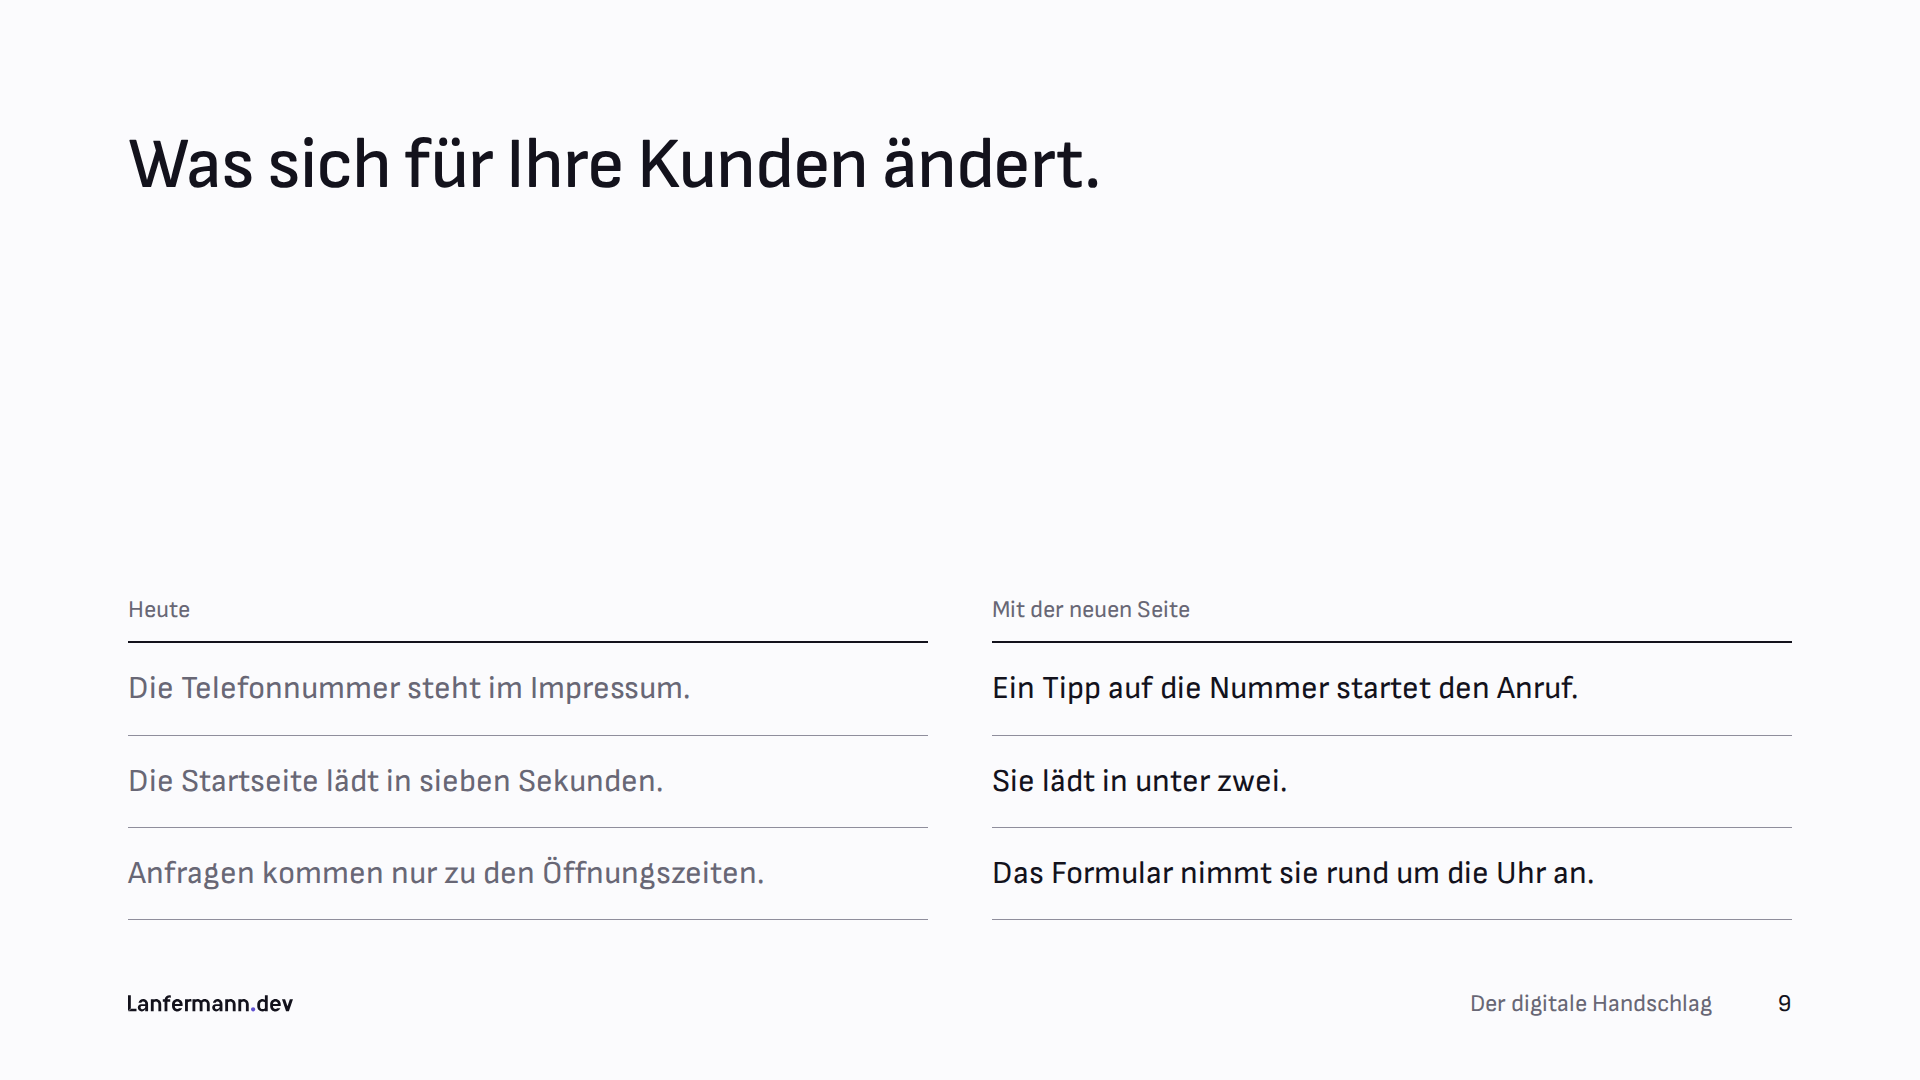 Was sich für Ihre Kunden ändert.
Heute
Die Telefonnummer steht im Impressum.
Die Startseite lädt in sieben Sekunden.
Anfragen kommen nur zu den Öffnungszeiten.
Mit der neuen Seite
Ein Tipp auf die Nummer startet den Anruf.
Sie lädt in unter zwei.
Das Formular nimmt sie rund um die Uhr an.
Lanfermann.dev
Der digitale Handschlag
9